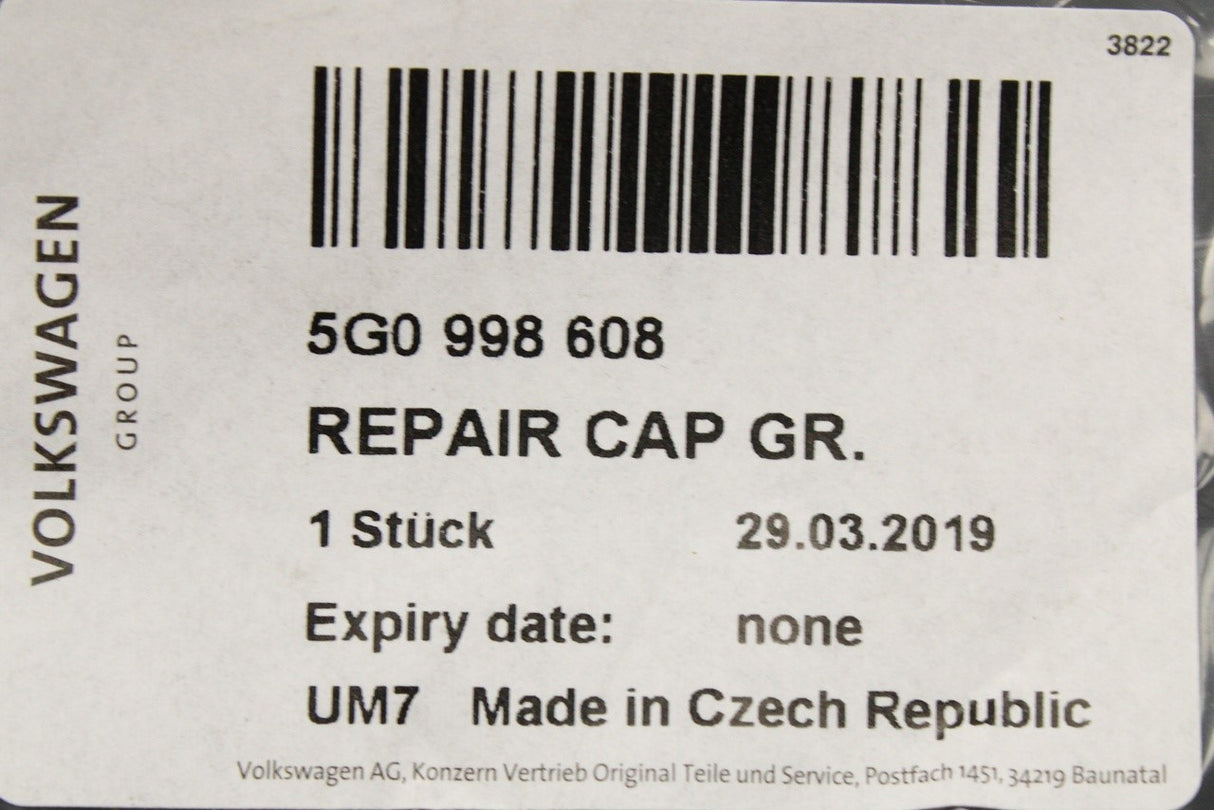 3822
VOLKSWAGEN
GROUP
5G0 998 608
REPAIR CAP GR.
1 Stück 29.03.2019
Expiry date: none
UM7 Made in Czech Republic
Volkswagen AG, Konzern Vertrieb Original Teile und Service, Postfach 1451, 34219 Baunatal